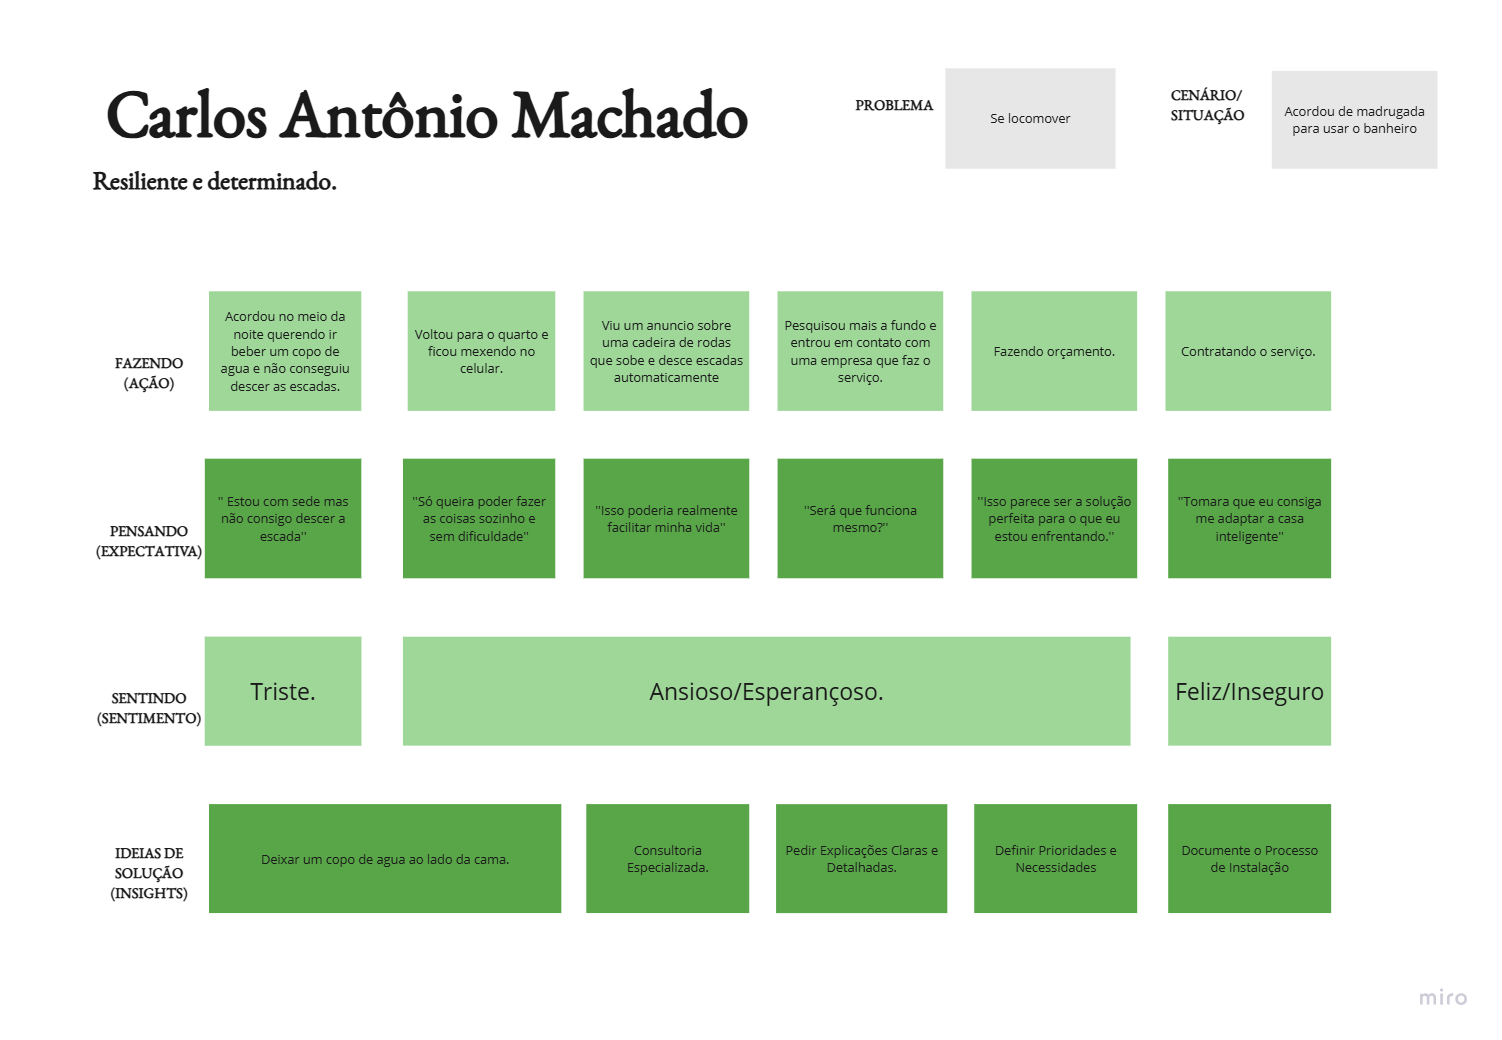 Carlos Antônio Machado
Resiliente e determinado.
PROBLEMA
Se locomover
CENÁRIO/
SITUAÇÃO
Acordou de madrugada
para usar o banheiro
FAZENDO
(AÇÃO)
Acordou no meio da
noite querendo ir
beber um copo de
agua e não conseguiu
descer as escadas.
Voltou para o quarto e
ficou mexendo no
celular.
Viu um anuncio sobre
uma cadeira de rodas
que sobe e desce escadas
automaticamente
Pesquisou mais a fundo e
entrou em contato com
uma empresa que faz o
serviço.
Fazendo orçamento.
Contratando o serviço.
PENSANDO
(EXPECTATIVA)
" Estou com sede mas
não consigo descer a
escada"
"Só queira poder fazer
as coisas sozinho e
sem dificuldade"
"Isso poderia realmente
facilitar minha vida"
"Será que funciona
mesmo?"
"Isso parece ser a solução
perfeita para o que eu
estou enfrentando."
"Tomara que eu consiga
me adaptar a casa
inteligente"
SENTINDO
(SENTIMENTO)
Triste.
Ansioso/Esperançoso.
Feliz/Inseguro
IDEIAS DE
SOLUÇÃO
(INSIGHTS)
Deixar um copo de agua ao lado da cama.
Consultoria
Especializada.
Pedir Explicações Claras e
Detalhadas.
Definir Prioridades e
Necessidades
Documente o Processo
de Instalação
miro